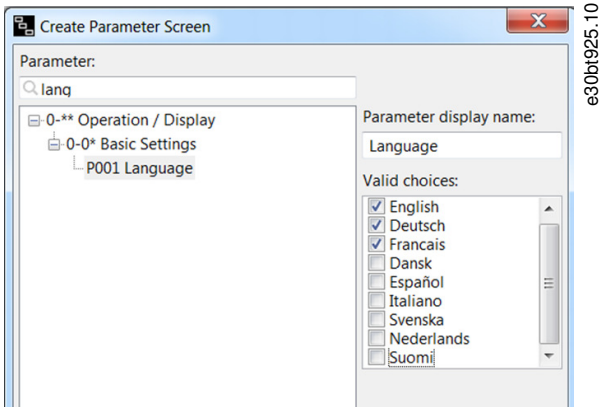 Create Parameter Screen
Parameter:
lang
0-** Operation / Display
0-0* Basic Settings
P001 Language
Parameter display name:
Language
Valid choices:
English
Deutsch
Francais
Dansk
Español
Italiano
Svenska
Nederlands
Suomi
e30bt925.10